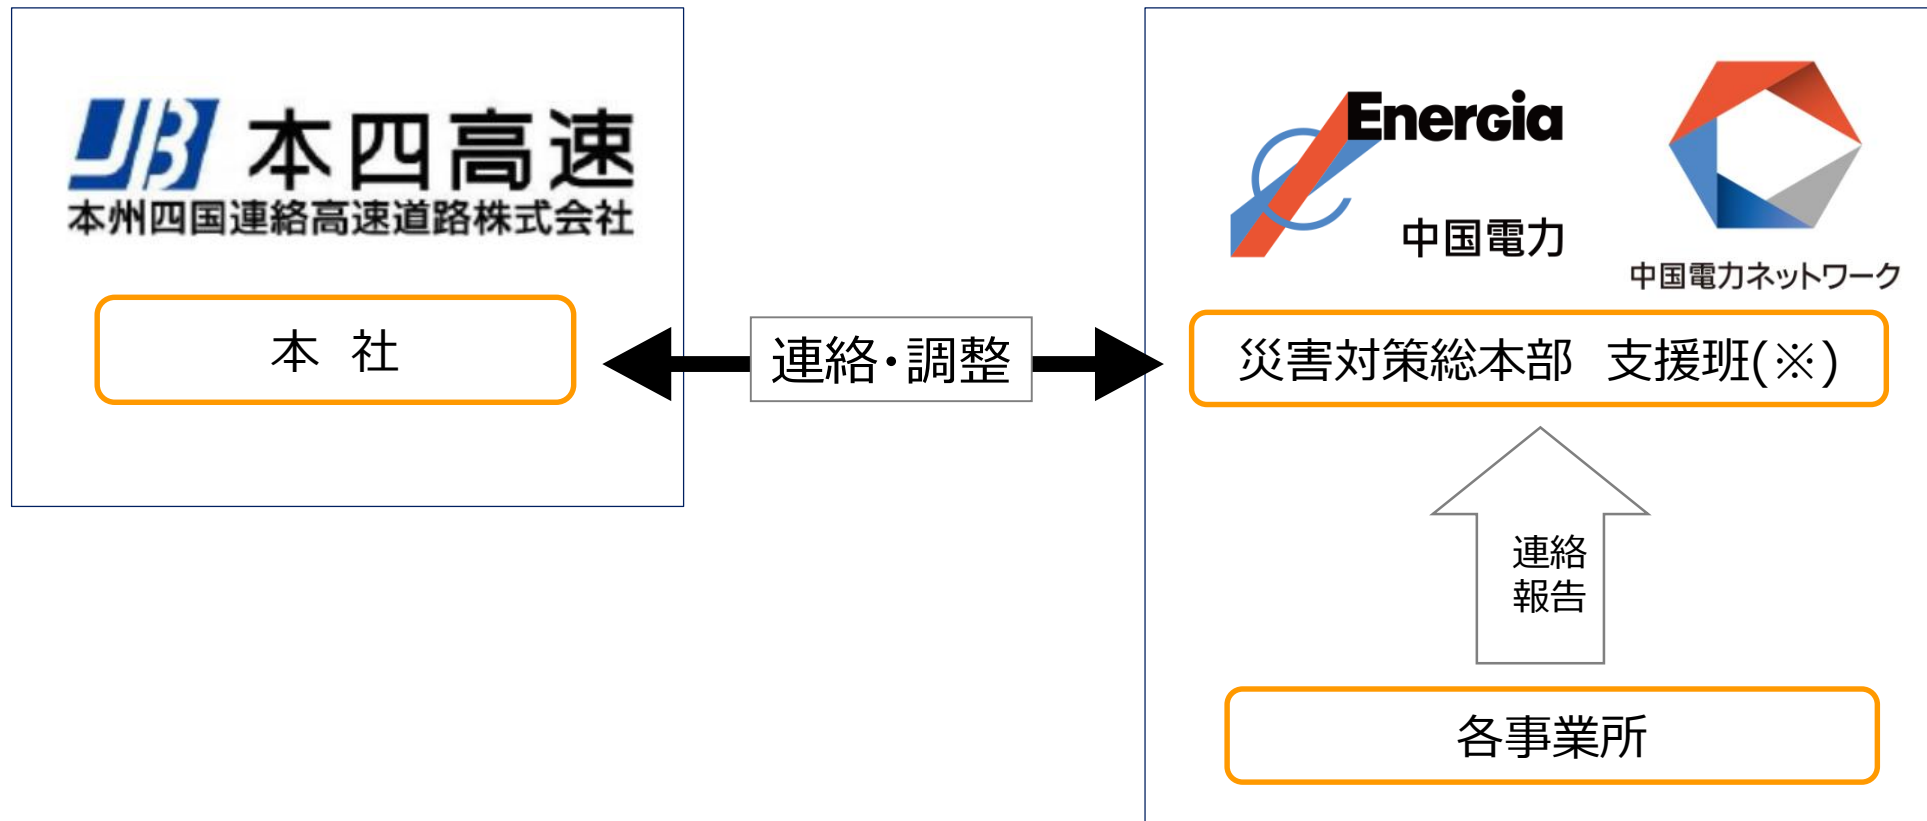 JB 本四高速
本州四国連絡高速道路株式会社
本 社
連絡・調整
Energia
中国電力
中国電力ネットワーク
災害対策総本部 支援班(※)
連絡
報告
各事業所